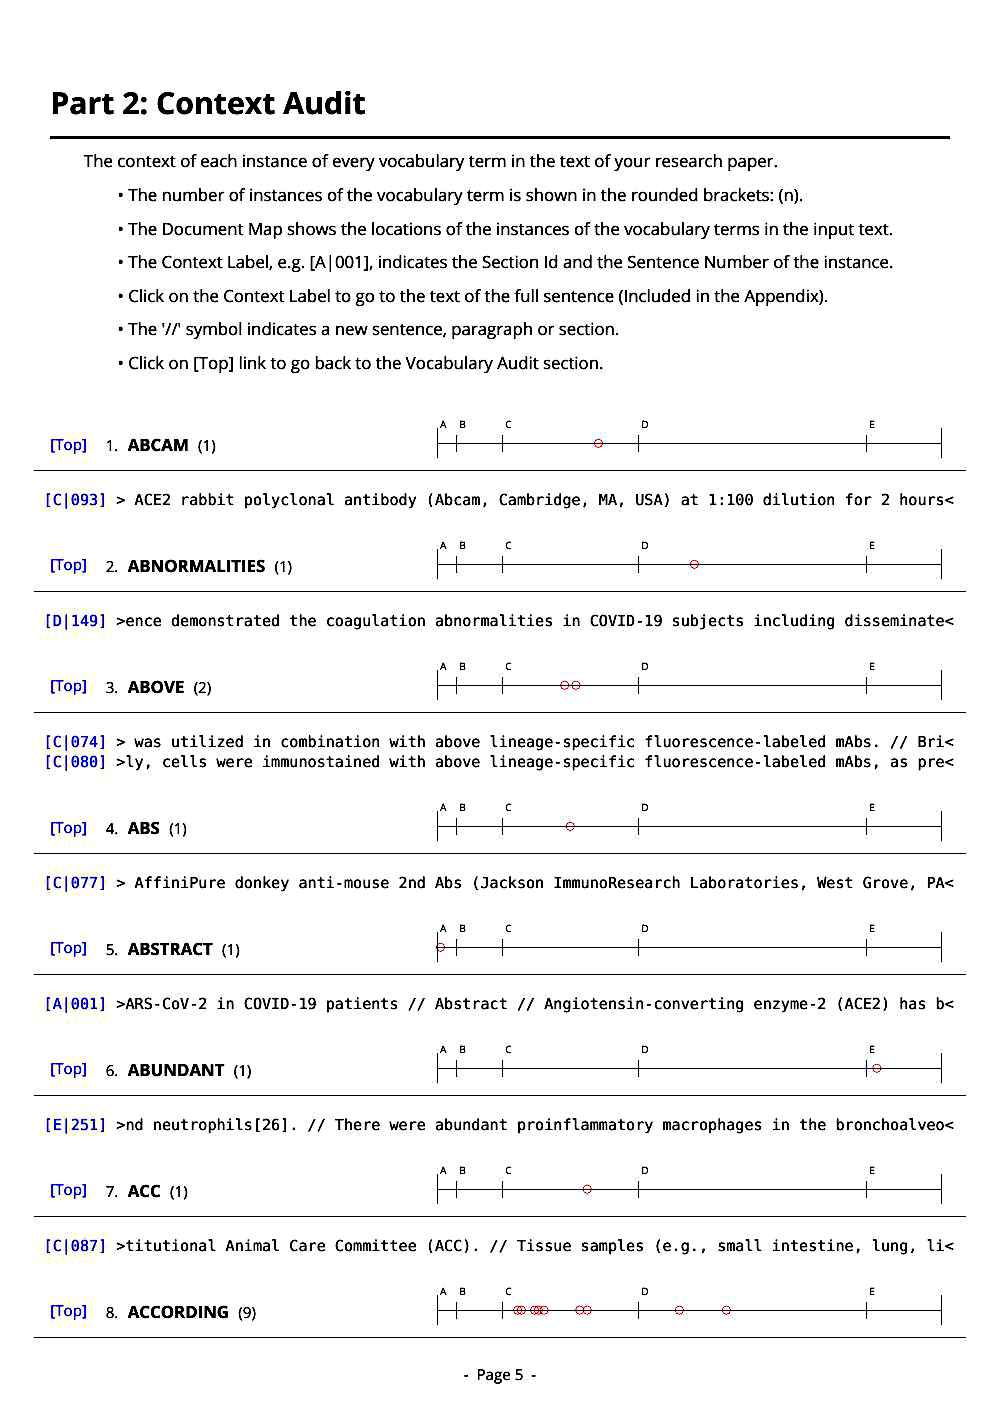 Part 2: Context Audit
The context of each instance of every vocabulary term in the text of your research paper.
• The number of instances of the vocabulary term is shown in the rounded brackets: (n).
• The Document Map shows the locations of the instances of the vocabulary terms in the input text.
• The Context Label, e.g. [A|001], indicates the Section Id and the Sentence Number of the instance.
• Click on the Context Label to go to the text of the full sentence (Included in the Appendix).
• The '//' symbol indicates a new sentence, paragraph or section.
• Click on [Top] link to go back to the Vocabulary Audit section.
A B C D E
[Top] 1. ABCAM (1)
[C|093] > ACE2 rabbit polyclonal antibody (Abcam, Cambridge, MA, USA) at 1:100 dilution for 2 hours<
A B C D E
[Top] 2. ABNORMALITIES (1)
[D|149] >ence demonstrated the coagulation abnormalities in COVID-19 subjects including disseminate<
A B C D E
[Top] 3. ABOVE (2)
[C|074] > was utilized in combination with above lineage-specific fluorescence-labeled mAbs. // Bri<
[C|080] >ly, cells were immunostained with above lineage-specific fluorescence-labeled mAbs, as pre<
A B C D E
[Top] 4. ABS (1)
[C|077] > AffiniPure donkey anti-mouse 2nd Abs (Jackson ImmunoResearch Laboratories, West Grove, PA<
A B C D E
[Top] 5. ABSTRACT (1)
[A|001] >ARS-CoV-2 in COVID-19 patients // Abstract // Angiotensin-converting enzyme-2 (ACE2) has b<
A B C D E
[Top] 6. ABUNDANT (1)
[E|251] >nd neutrophils[26]. // There were abundant proinflammatory macrophages in the bronchoalveo<
A B C D E
[Top] 7. ACC (1)
[C|087] >titutional Animal Care Committee (ACC). // Tissue samples (e.g., small intestine, lung, li<
A B C D E
[Top] 8. ACCORDING (9)
- Page 5 -